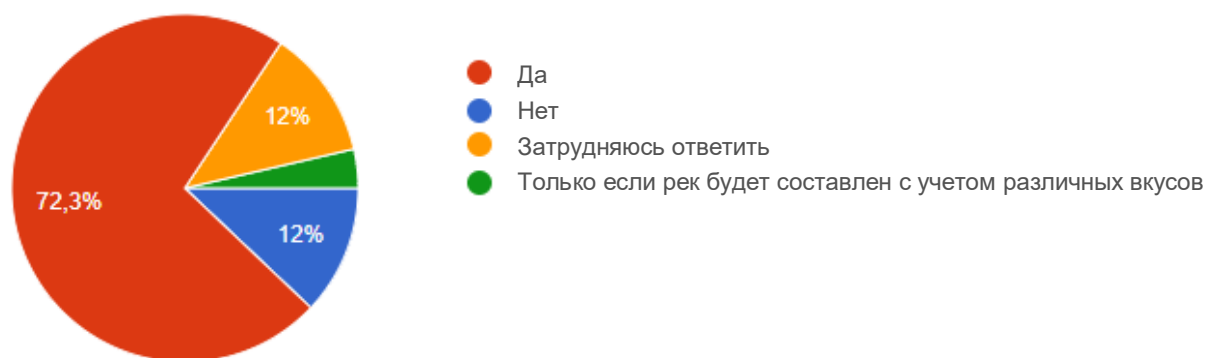 Да
Нет
12%
Затрудняюсь ответить
Только если рек будет составлен с учетом различных вкусов
72,3%
12%